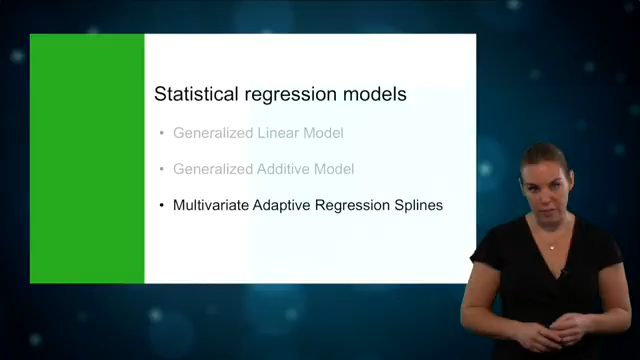 Statistical regression models
• Generalized Linear Model
• Generalized Additive Model
• Multivariate Adaptive Regression Splines